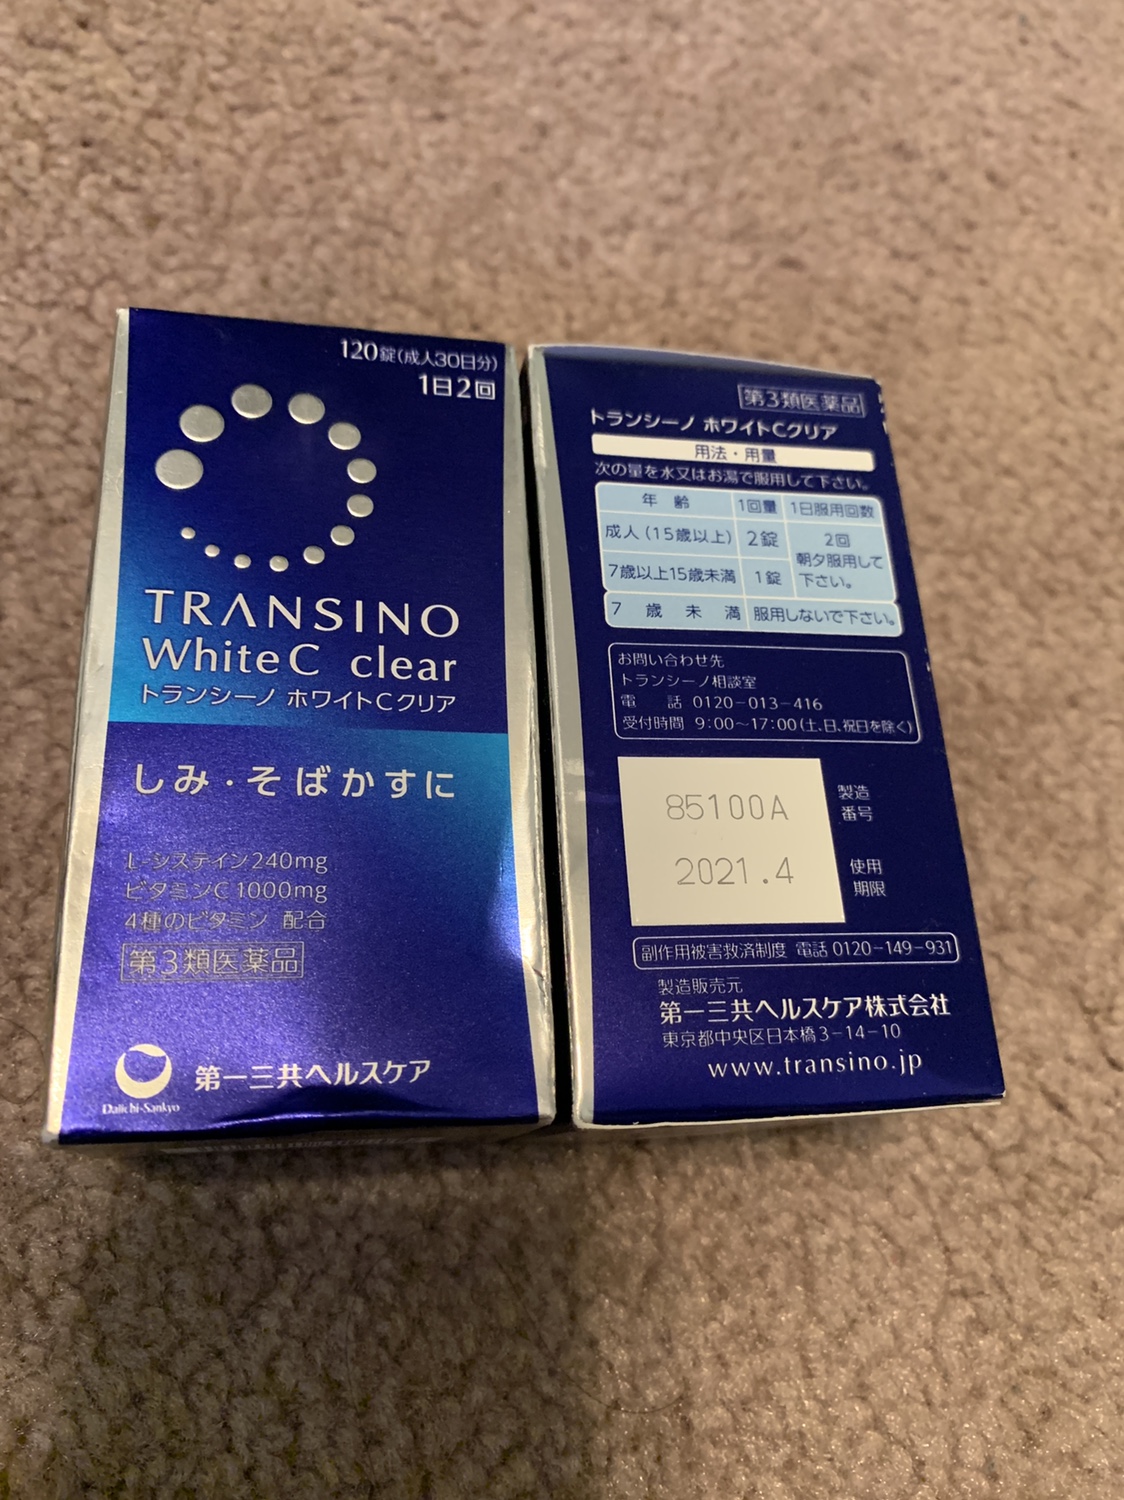 120錠(成人30日分)
1日2回
TRANSINO
White C clear
トランシーノ ホワイトCクリア
しみ・そばかすに
L-システイン240mg
ビタミンC1000mg
4種のビタミン 配合
第3類医薬品
Daiichi-Sankyo
第一三共ヘルスケア
第3類医薬品
トランシーノ ホワイトCクリア
用法・用量
次の量を水又はお湯で服用して下さい。
年齢 1回量 1日服用回数
成人(15歳以上) 2錠 2回
朝夕服用して
下さい。
7歳以上15歳未満 1錠
7歳未満 服用しないで下さい。
お問い合わせ先
トランシーノ相談室
電話 0120-013-416
受付時間 9:00~17:00(土、日、祝日を除く)
85100A 製造
番号
2021.4 使用
期限
副作用被害救済制度 電話 0120-149-931
製造販売元
第一三共ヘルスケア株式会社
東京都中央区日本橋3-14-10
www.transino.jp